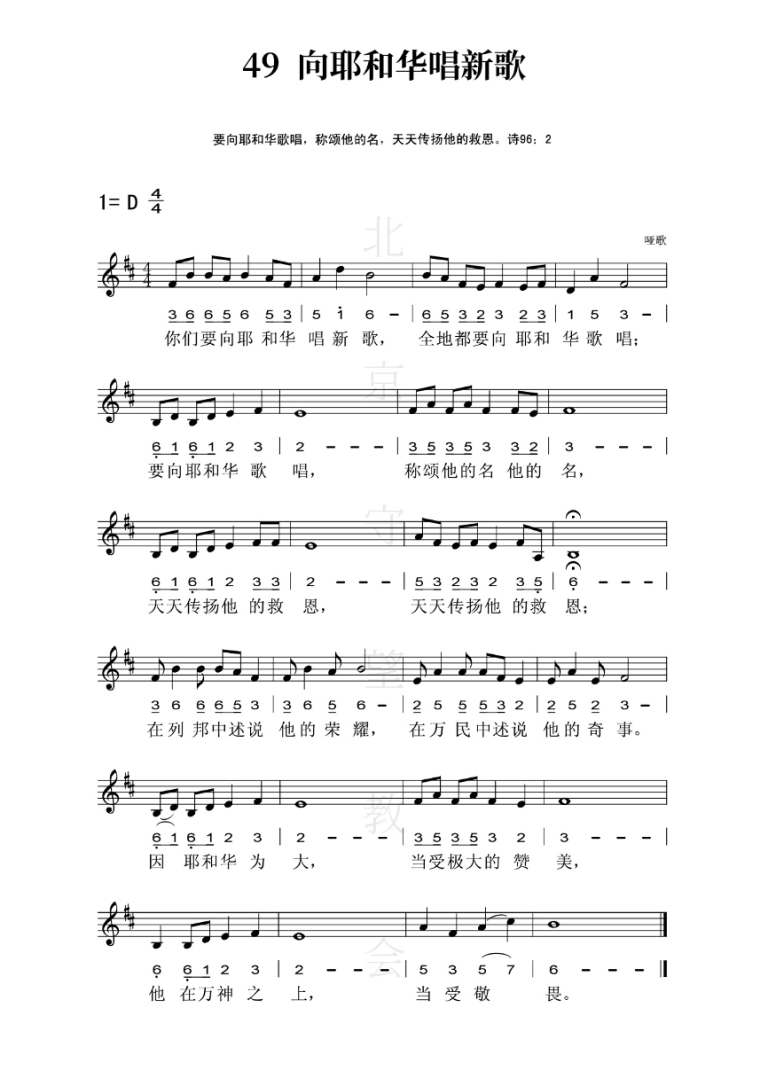 49 向耶和华唱新歌
要向耶和华歌唱，称颂他的名，天天传扬他的救恩。诗96：2
1= D 4/4
哑歌
3 6 6 5 6 5 3 | 5 1 6 - | 6 5 3 2 3 2 3 | 1 5 3 - |
你们要向耶 和华 唱新歌， 全地都要向 耶和 华歌唱；
6 1 6 1 2 3 | 2 - - - | 3 5 3 5 3 3 2 | 3 - - - |
要向耶和华 歌 唱， 称颂他的名 他的 名，
6 1 6 1 2 3 3 | 2 - - - | 5 3 2 3 2 3 5 | 6 - - - |
天天传扬他 的救 恩， 天天传扬他 的救 恩；
3 6 6 6 5 3 | 3 6 5 6 - | 2 5 5 5 3 2 | 2 5 2 3 - |
在列 邦中述说 他的荣耀， 在万 民中述说 他的奇事。
6 1 6 1 2 3 | 2 - - - | 3 5 3 5 3 2 | 3 - - - |
因 耶和华 为 大， 当受极大的 赞 美，
6 6 1 2 3 | 2 - - - | 5 3 5 7 | 6 - - - |
他 在万神 之 上， 当 受 敬 畏。
北京守望教会